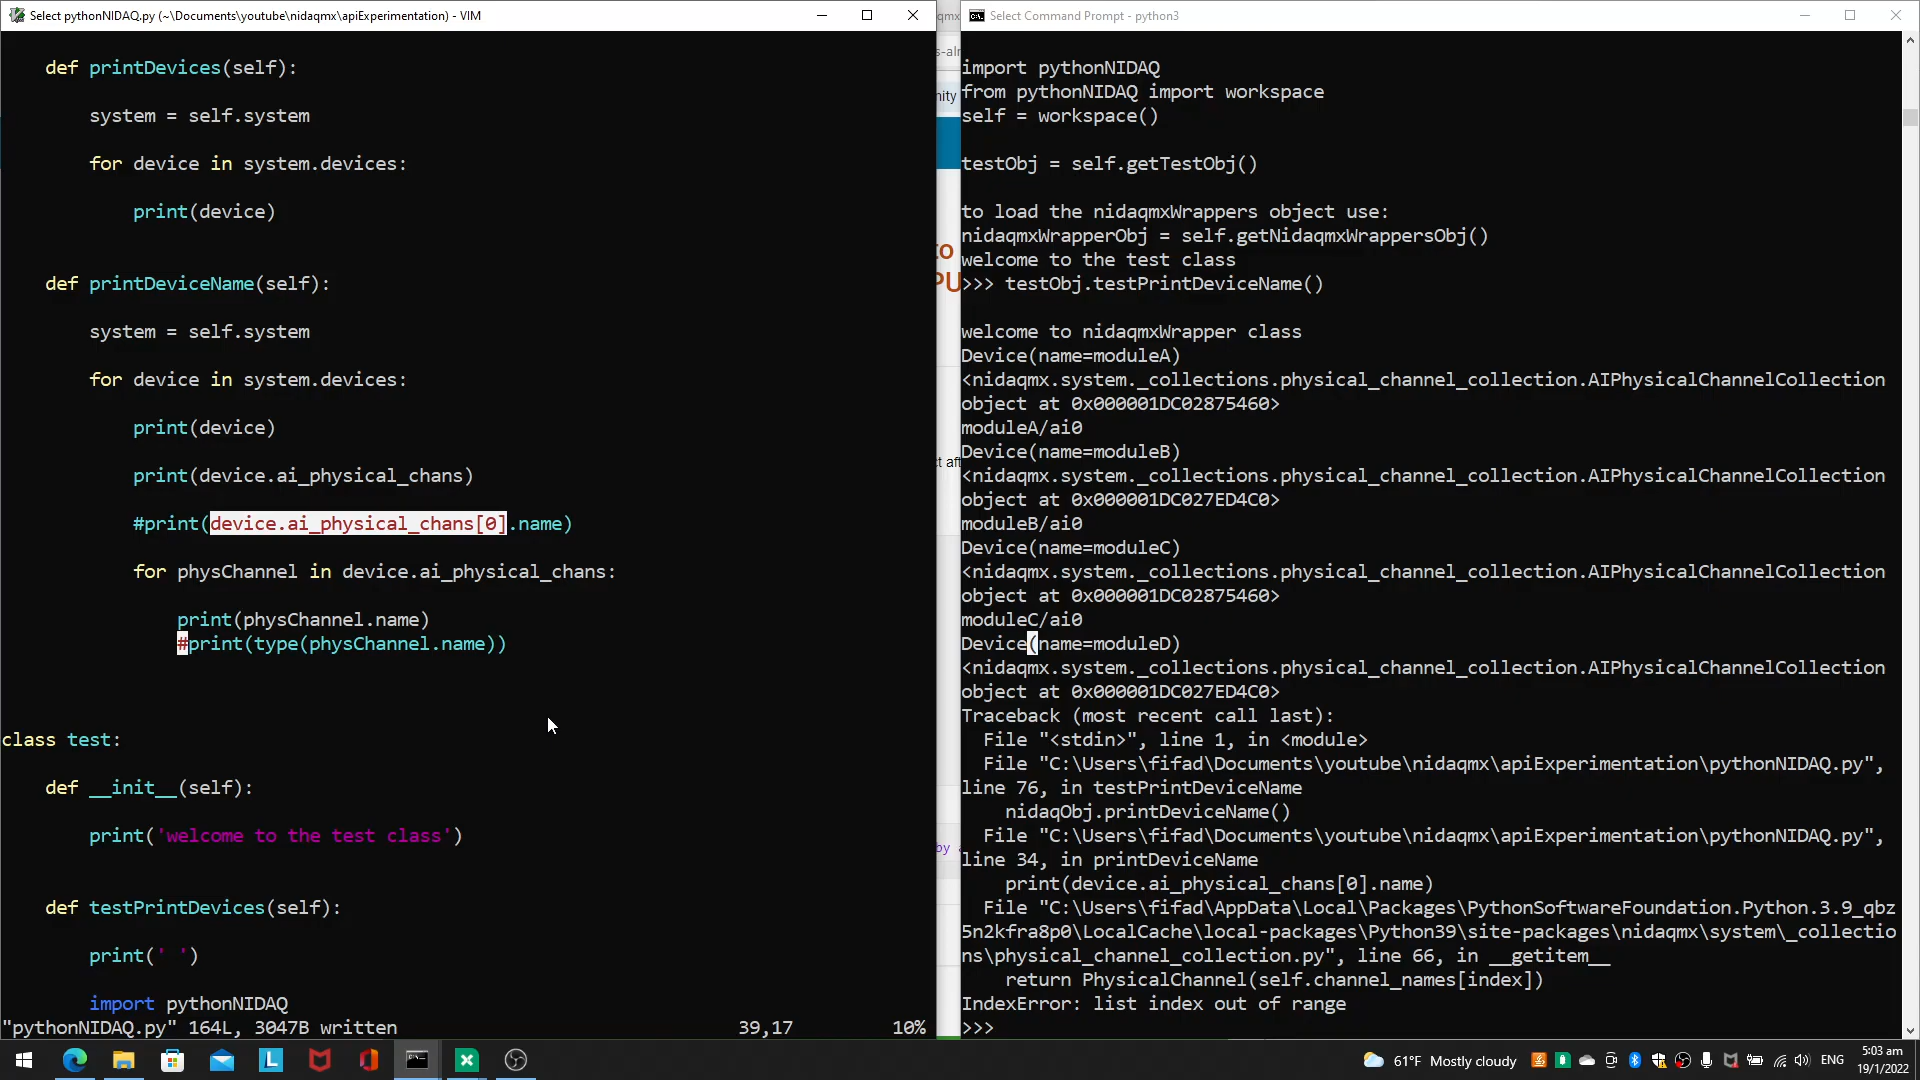 Select pythonNIDAQ.py (~\Documents\youtube\nidaqmx\apiExperimentation) - VIM
def printDevices(self):
system = self.system
for device in system.devices:
print(device)
def printDeviceName(self):
system = self.system
for device in system.devices:
print(device)
print(device.ai_physical_chans)
#print(device.ai_physical_chans[0].name)
for physChannel in device.ai_physical_chans:
print(physChannel.name)
#print(type(physChannel.name))
class test:
def __init__(self):
print('welcome to the test class')
def testPrintDevices(self):
print(' ')
import pythonNIDAQ
"pythonNIDAQ.py" 164L, 3047B written 39,17 10%
Select Command Prompt - python3
import pythonNIDAQ
from pythonNIDAQ import workspace
self = workspace()
testObj = self.getTestObj()
to load the nidaqmxWrappers object use:
nidaqmxWrapperObj = self.getNidaqmxWrappersObj()
welcome to the test class
>>> testObj.testPrintDeviceName()
welcome to nidaqmxWrapper class
Device(name=moduleA)
<nidaqmx.system._collections.physical_channel_collection.AIPhysicalChannelCollection
object at 0x000001DC02875460>
moduleA/ai0
Device(name=moduleB)
<nidaqmx.system._collections.physical_channel_collection.AIPhysicalChannelCollection
object at 0x000001DC027ED4C0>
moduleB/ai0
Device(name=moduleC)
<nidaqmx.system._collections.physical_channel_collection.AIPhysicalChannelCollection
object at 0x000001DC02875460>
moduleC/ai0
Device(name=moduleD)
<nidaqmx.system._collections.physical_channel_collection.AIPhysicalChannelCollection
object at 0x000001DC027ED4C0>
Traceback (most recent call last):
File "<stdin>", line 1, in <module>
File "C:\Users\fifad\Documents\youtube\nidaqmx\apiExperimentation\pythonNIDAQ.py",
line 76, in testPrintDeviceName
nidaqObj.printDeviceName()
File "C:\Users\fifad\Documents\youtube\nidaqmx\apiExperimentation\pythonNIDAQ.py",
line 34, in printDeviceName
print(device.ai_physical_chans[0].name)
File "C:\Users\fifad\AppData\Local\Packages\PythonSoftwareFoundation.Python.3.9_qbz
5n2kfra8p0\LocalCache\local-packages\Python39\site-packages\nidaqmx\system\_collectio
ns\physical_channel_collection.py", line 66, in __getitem__
return PhysicalChannel(self.channel_names[index])
IndexError: list index out of range
>>>
61°F Mostly cloudy ENG 5:03 am
19/1/2022